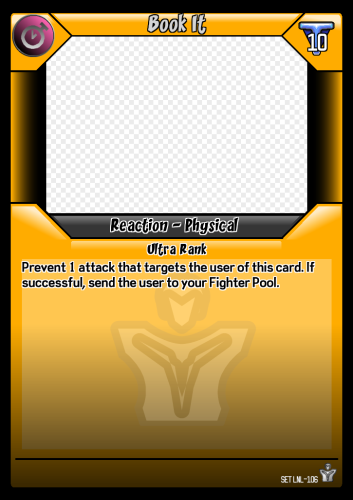 Book It
10
Reaction - Physical
Ultra Rank
Prevent 1 attack that targets the user of this card. If
successful, send the user to your Fighter Pool.
SET LNL-106